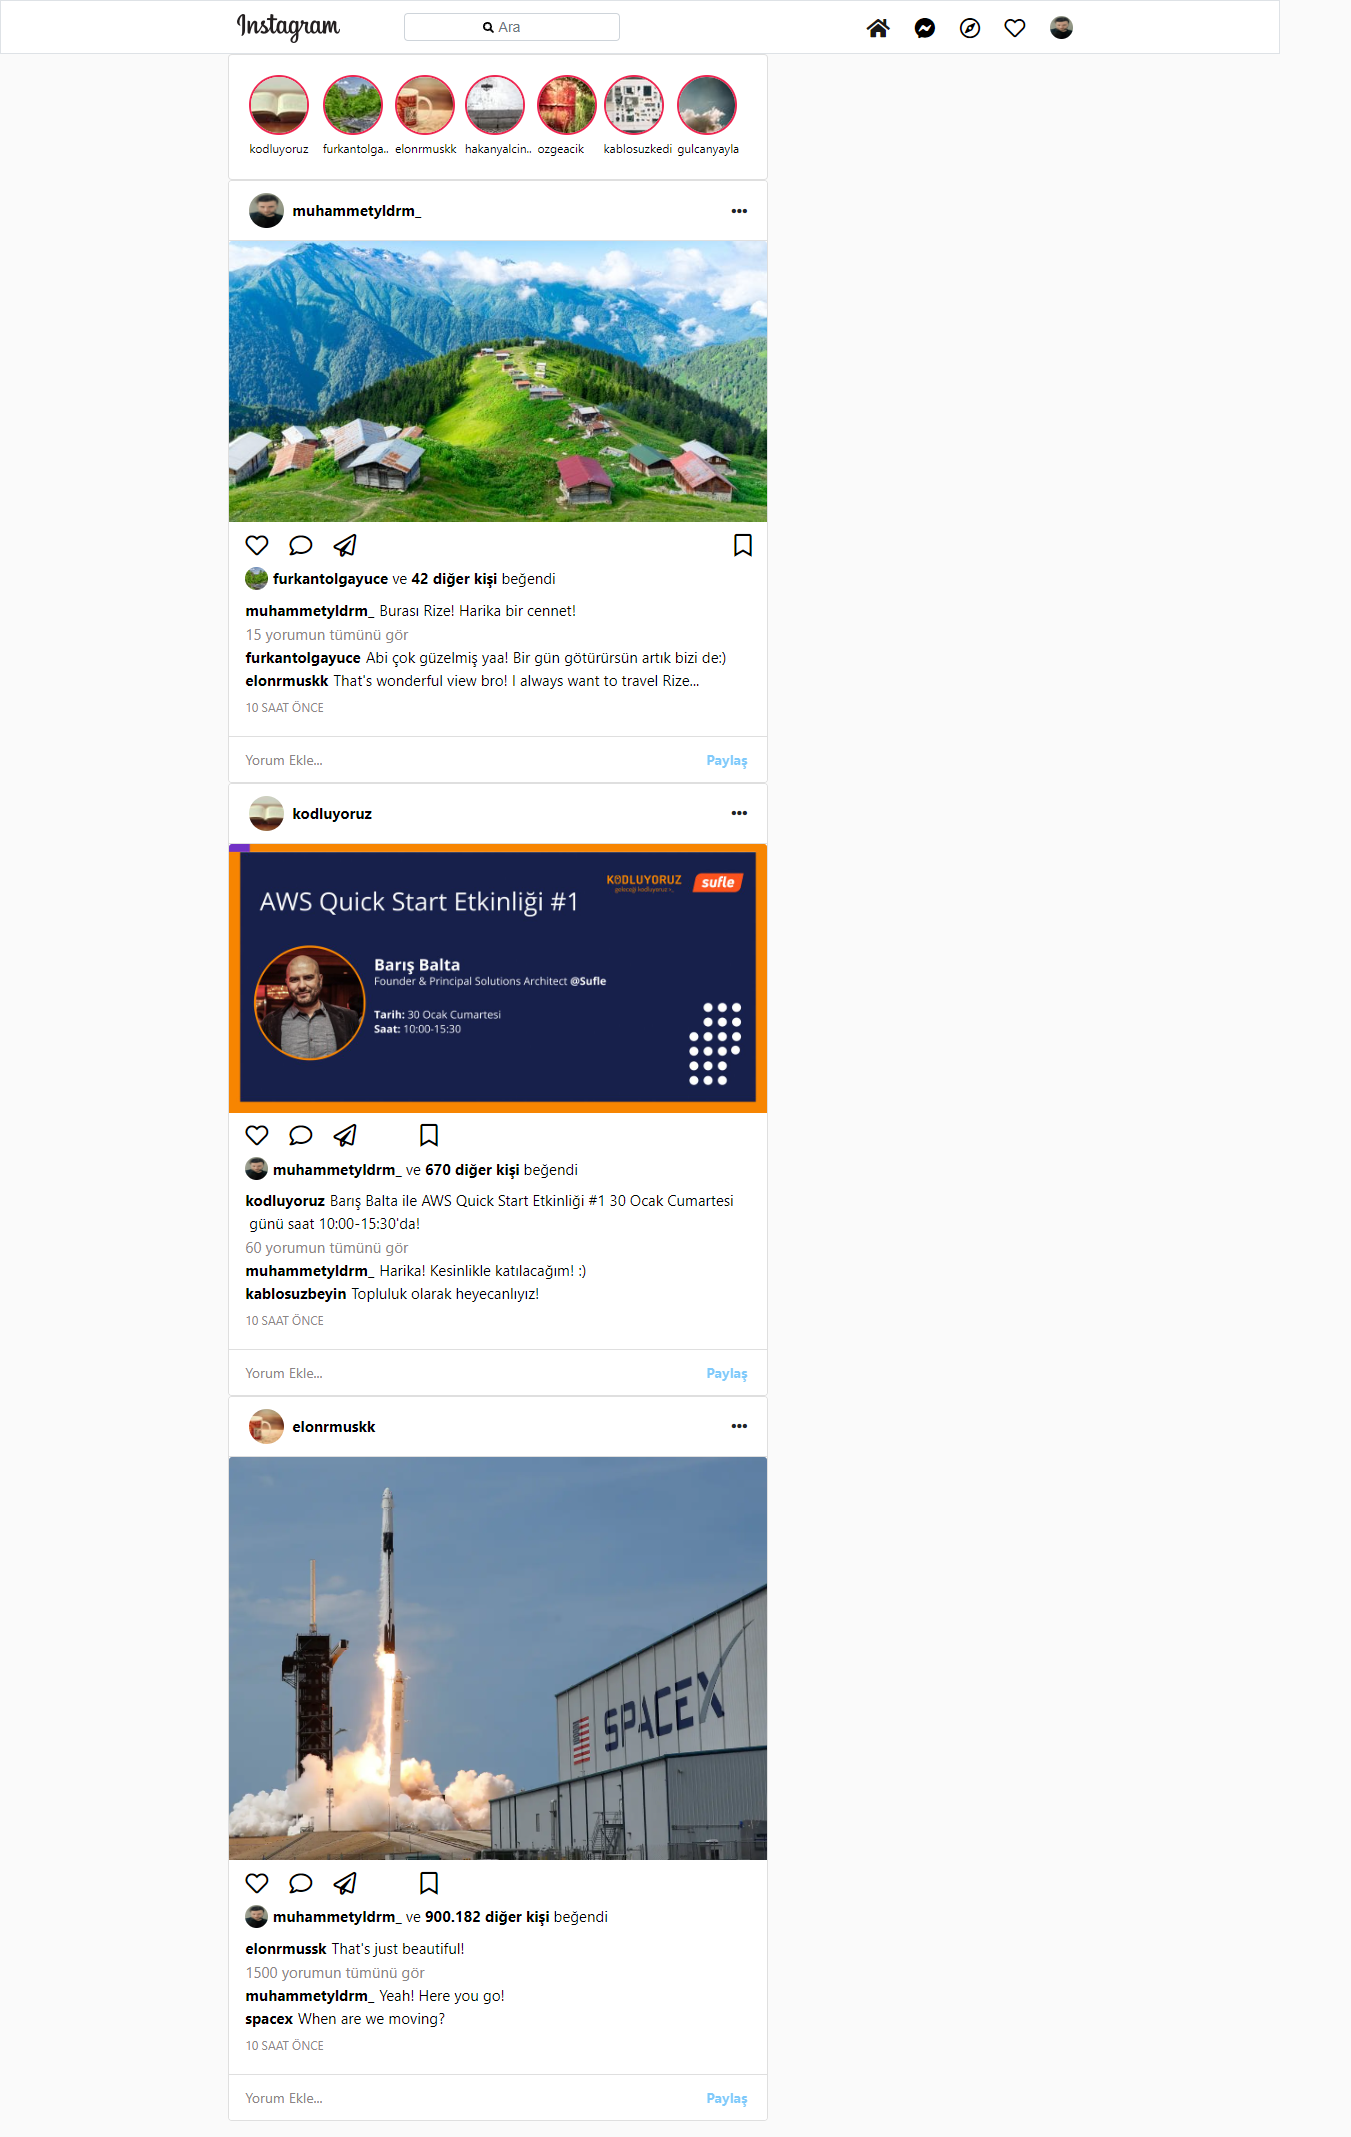 Instagram
Ara
kodluyoruz furkantolga.. elonrmuskk hakanyalcin.. ozgeacik kablosuzkedi gulcanyayla
muhammetyldrm_
furkantolgayuce ve 42 diğer kişi beğendi
muhammetyldrm_ Burası Rize! Harika bir cennet!
15 yorumun tümünü gör
furkantolgayuce Abi çok güzelmiş yaa! Bir gün götürürsün artık bizi de:)
elonrmuskk That's wonderful view bro! I always want to travel Rize...
10 SAAT ÖNCE
Yorum Ekle... Paylaş
kodluyoruz
KODLUYORUZ sufle
geleceği kodluyoruz >_
AWS Quick Start Etkinliği #1
Barış Balta
Founder & Principal Solutions Architect @Sufle
Tarih: 30 Ocak Cumartesi
Saat: 10:00-15:30
muhammetyldrm_ ve 670 diğer kişi beğendi
kodluyoruz Barış Balta ile AWS Quick Start Etkinliği #1 30 Ocak Cumartesi
günü saat 10:00-15:30'da!
60 yorumun tümünü gör
muhammetyldrm_ Harika! Kesinlikle katılacağım! :)
kablosuzbeyin Topluluk olarak heyecanlıyız!
10 SAAT ÖNCE
Yorum Ekle... Paylaş
elonrmuskk
SPACEX
muhammetyldrm_ ve 900.182 diğer kişi beğendi
elonrmussk That's just beautiful!
1500 yorumun tümünü gör
muhammetyldrm_ Yeah! Here you go!
spacex When are we moving?
10 SAAT ÖNCE
Yorum Ekle... Paylaş